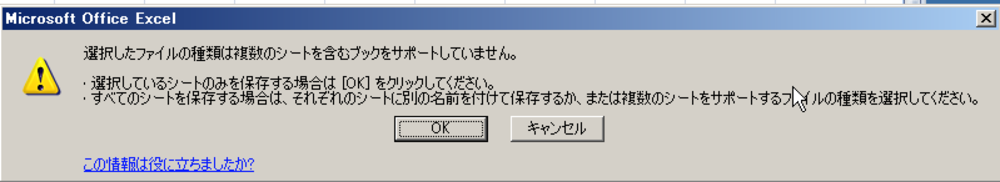 Microsoft Office Excel
選択したファイルの種類は複数のシートを含むブックをサポートしていません。
・選択しているシートのみを保存する場合は [OK] をクリックしてください。
・すべてのシートを保存する場合は、それぞれのシートに別の名前を付けて保存するか、または複数のシートをサポートするファイルの種類を選択してください。
OK
キャンセル
この情報は役に立ちましたか?